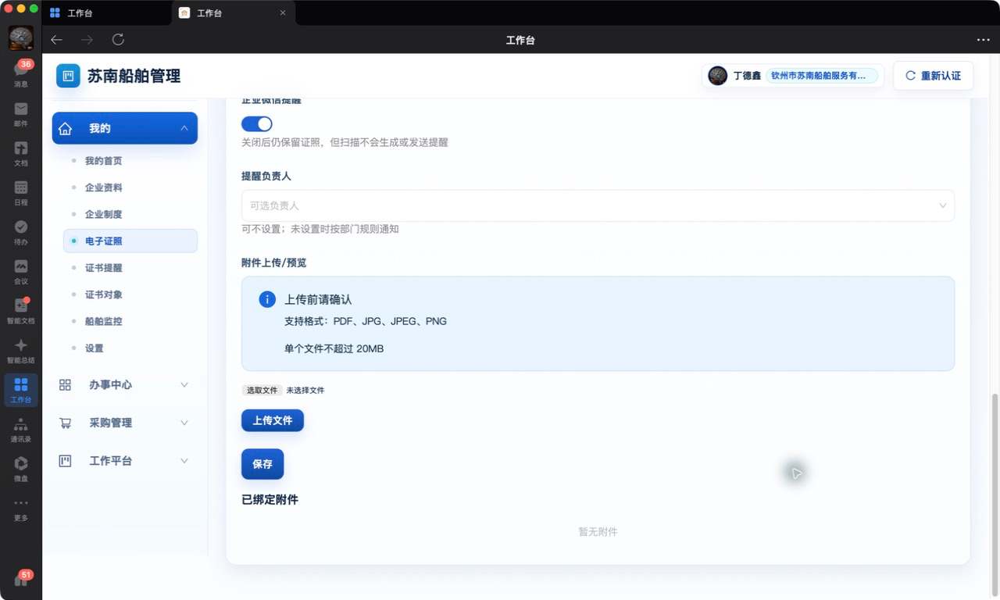 工作台
工作台
工作台
苏南船舶管理
丁德鑫
钦州市苏南船舶服务有...
重新认证
36
消息
邮件
文档
日程
待办
会议
智能文档
智能总结
工作台
通讯录
微盘
更多
51
我的
我的首页
企业资料
企业制度
电子证照
证书提醒
证书对象
船舶监控
设置
办事中心
采购管理
工作平台
企业微信提醒
关闭后仍保留证照，但扫描不会生成或发送提醒
提醒负责人
可选负责人
可不设置；未设置时按部门规则通知
附件上传/预览
上传前请确认
支持格式：PDF、JPG、JPEG、PNG
单个文件不超过 20MB
选取文件 未选择文件
上传文件
保存
已绑定附件
暂无附件